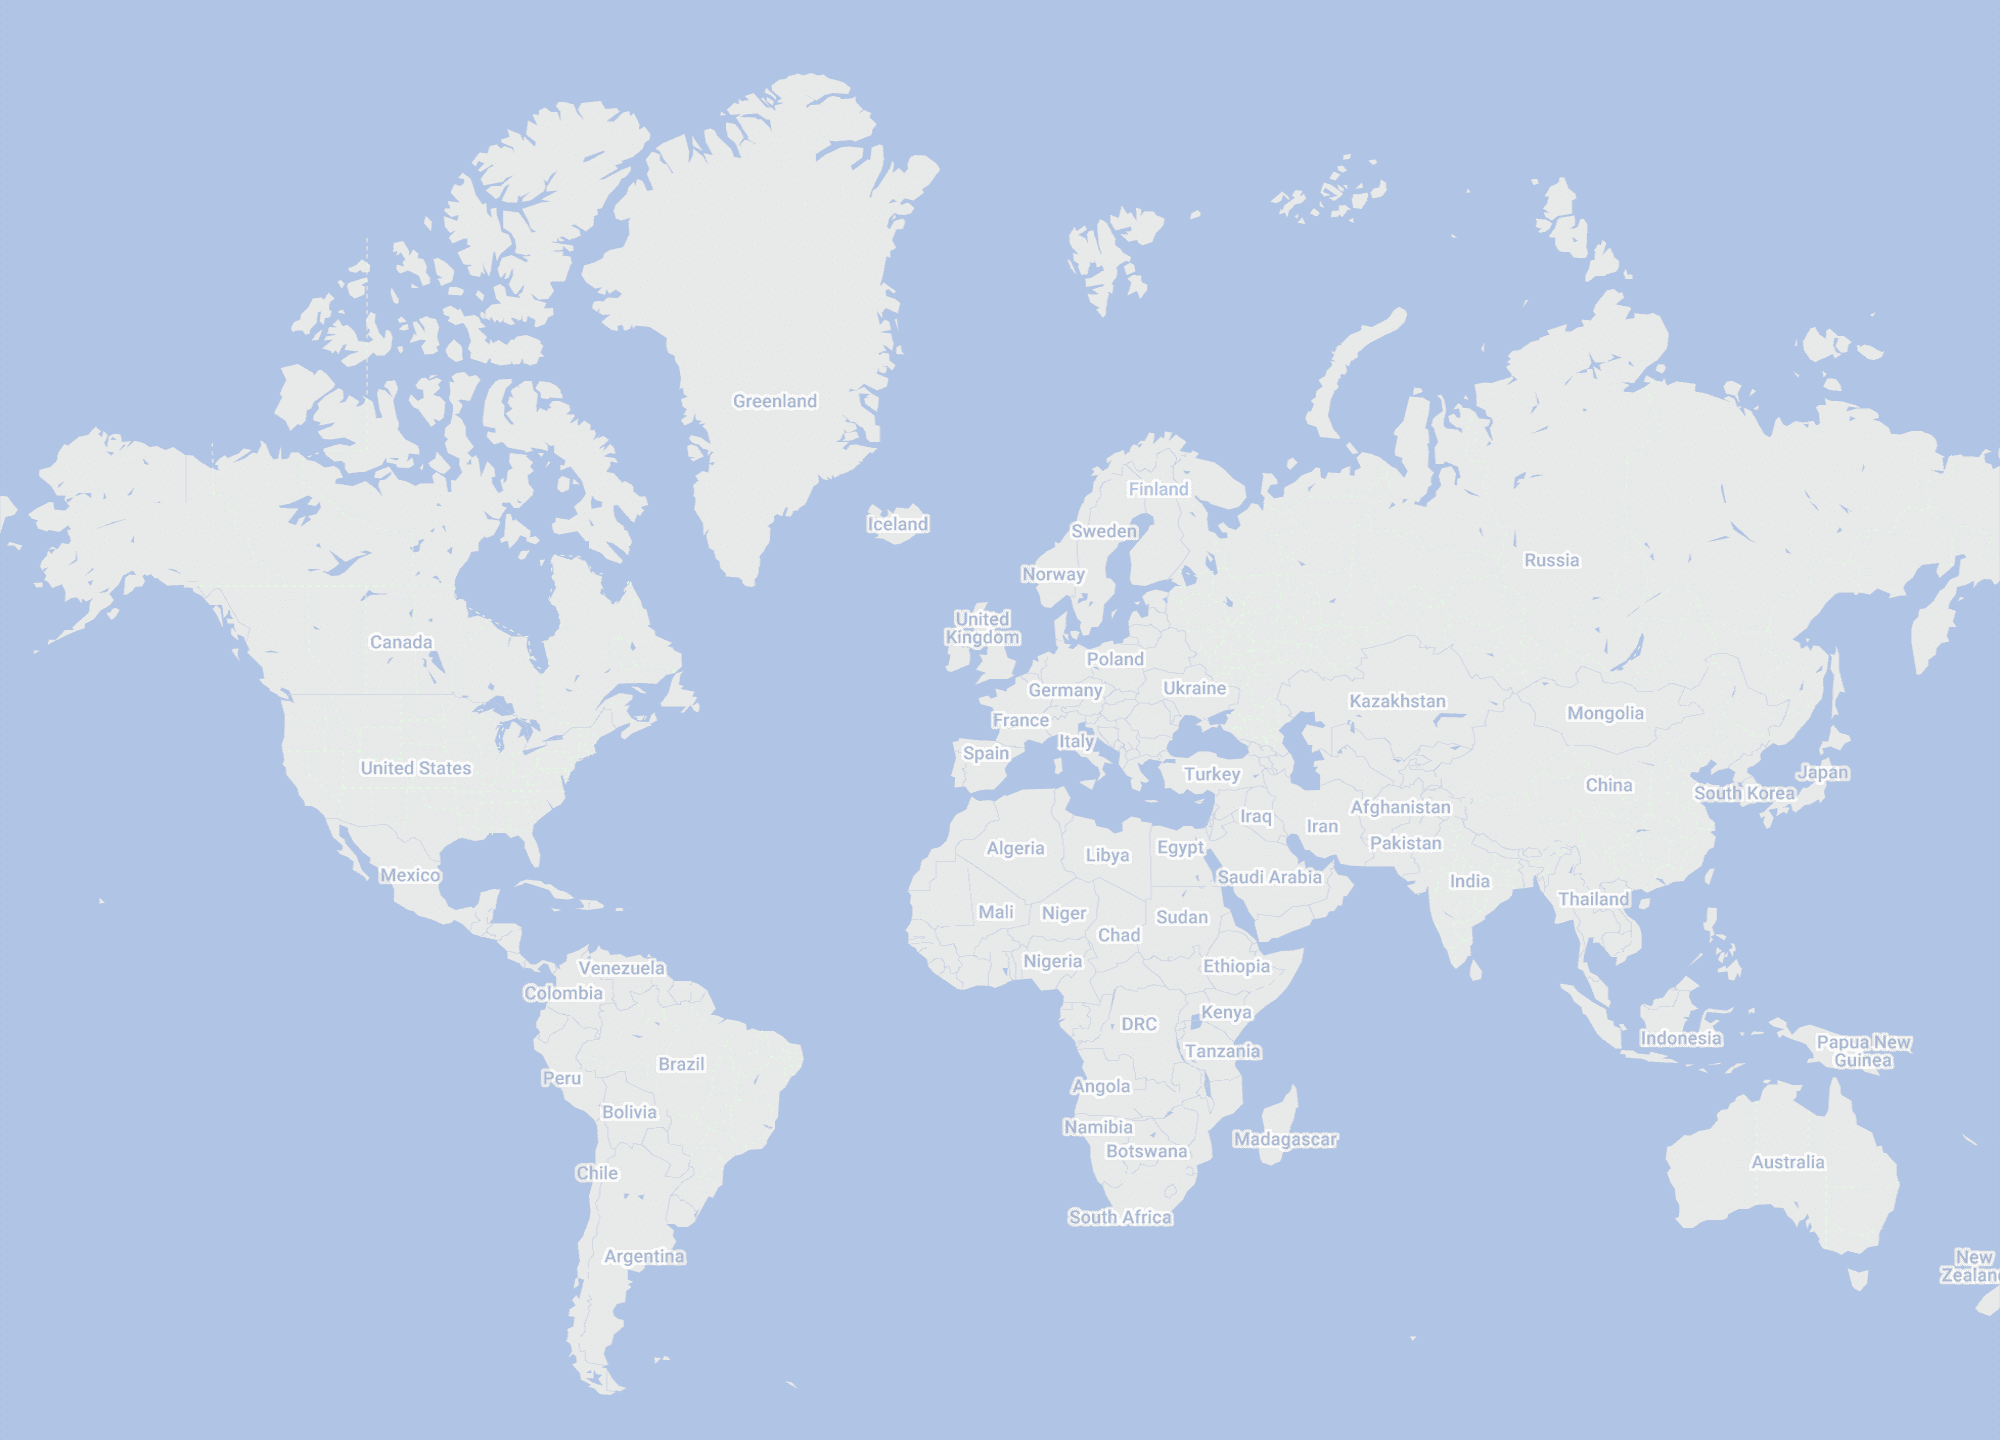 Greenland
Finland
Iceland
Sweden
Russia
Norway
United
Kingdom
Canada
Poland
Germany
Ukraine
Kazakhstan
Mongolia
France
Italy
Spain
United States
Turkey
China
Japan
South Korea
Afghanistan
Iraq
Iran
Pakistan
Algeria
Libya
Egypt
Mexico
Saudi Arabia
India
Thailand
Mali
Niger
Sudan
Chad
Nigeria
Ethiopia
Venezuela
Colombia
Kenya
DRC
Indonesia
Papua New
Guinea
Tanzania
Brazil
Peru
Angola
Bolivia
Namibia
Madagascar
Botswana
Australia
Chile
South Africa
Argentina
New
Zealand